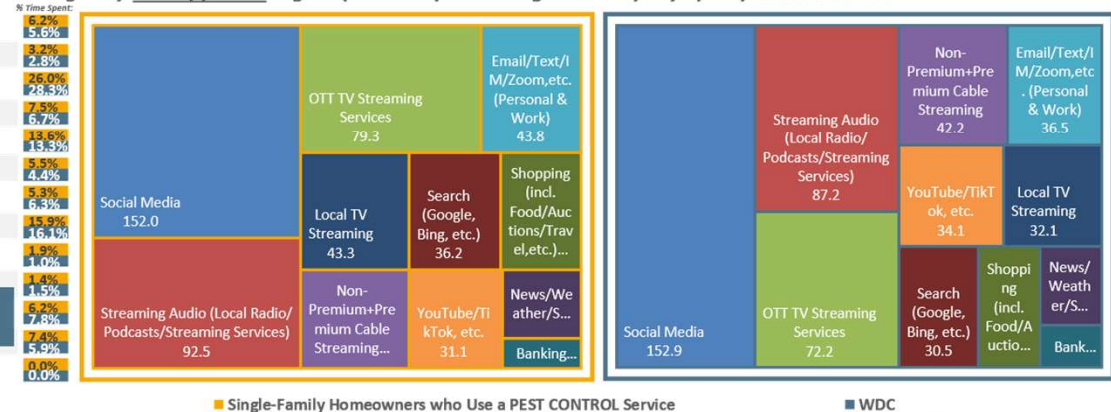 % Time Spent:
6.2%
5.6%
3.2%
2.8%
26.0%
28.3%
7.5%
6.7%
13.6%
13.3%
5.5%
4.4%
5.3%
6.3%
15.9%
16.1%
1.9%
1.0%
1.4%
1.5%
6.2%
7.8%
7.4%
5.9%
0.0%
0.0%
Social Media
152.0
Streaming Audio (Local Radio/
Podcasts/Streaming Services)
92.5
OTT TV Streaming
Services
79.3
Email/Text/I
M/Zoom,etc.
(Personal &
Work)
43.8
Local TV
Streaming
43.3
Search
(Google,
Bing, etc.)
36.2
Shopping
(incl.
Food/Auc
tions/Trav
el,etc.)...
Non-
Premium+Pre
mium Cable
Streaming...
YouTube/Ti
kTok, etc.
31.1
News/We
ather/S...
Banking...
Social Media
152.9
Streaming Audio
(Local Radio/
Podcasts/Streaming
Services)
87.2
OTT TV Streaming
Services
72.2
Non-
Premium+Pre
mium Cable
Streaming
42.2
Email/Text/I
M/Zoom,etc
. (Personal
& Work)
36.5
YouTube/TikT
ok, etc.
34.1
Local TV
Streaming
32.1
Search
(Google,
Bing, etc.)
30.5
Shoppi
ng
(incl.
Food/A
uctio...
News/
Weath
er/S...
Bank...
Single-Family Homeowners who Use a PEST CONTROL Service
WDC